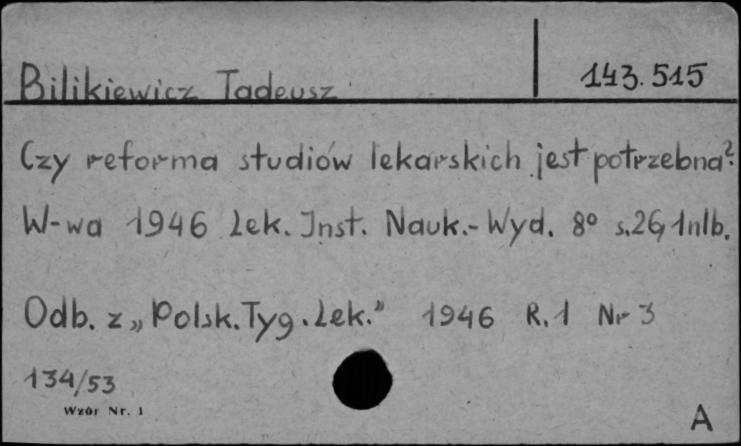 Bilikiewicz Tadeusz
143.515
Czy reforma studiów lekarskich jest potrzebna?
W-wa 1946 Lek. Inst. Nauk.-Wyd. 8° s.26, 1nlb.
Odb. z „Polsk. Tyg. Lek.” 1946 R. 1 Nr 3
134/53
Wzór Nr. 1
A